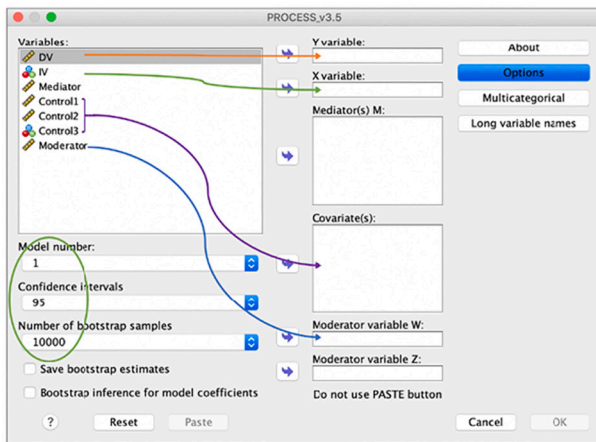 PROCESS_v3.5
Variables:
DV
IV
Mediator
Control1
Control2
Control3
Moderator
Y variable:
X variable:
Mediator(s) M:
Covariate(s):
Moderator variable W:
Moderator variable Z:
Do not use PASTE button
About
Options
Multicategorical
Long variable names
Model number:
1
Confidence intervals
95
Number of bootstrap samples
10000
Save bootstrap estimates
Bootstrap inference for model coefficients
?
Reset
Paste
Cancel
OK